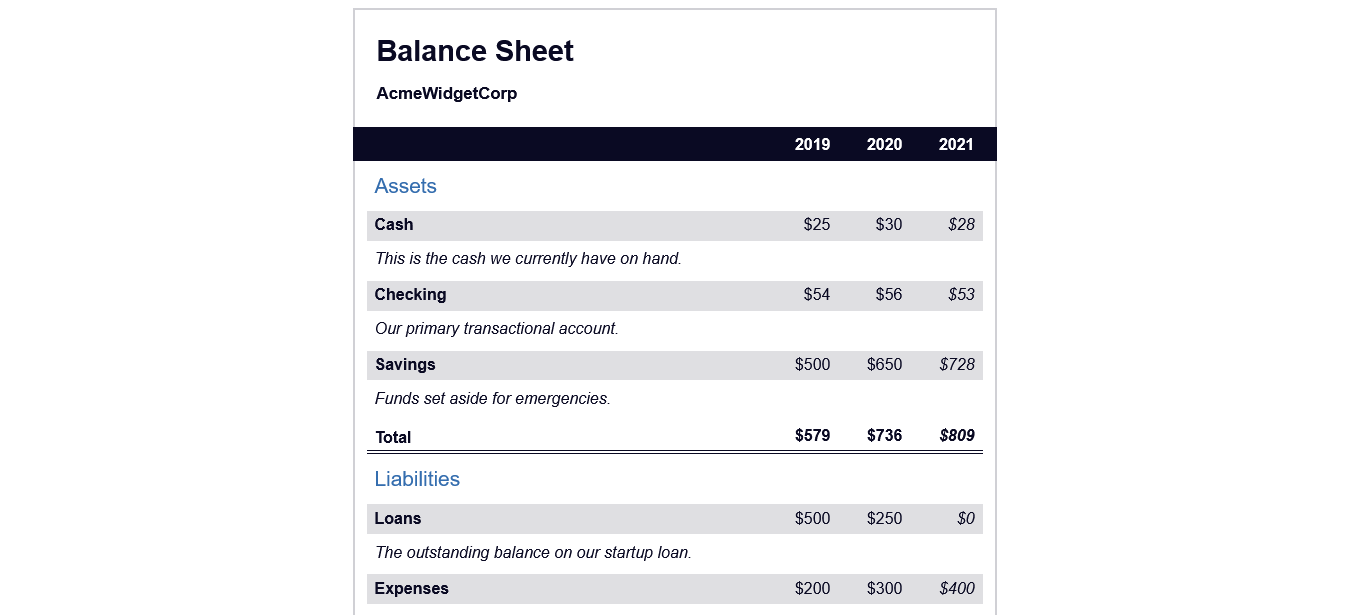 Balance Sheet
AcmeWidgetCorp
2019 2020 2021
Assets
Cash $25 $30 $28
This is the cash we currently have on hand.
Checking $54 $56 $53
Our primary transactional account.
Savings $500 $650 $728
Funds set aside for emergencies.
Total $579 $736 $809
Liabilities
Loans $500 $250 $0
The outstanding balance on our startup loan.
Expenses $200 $300 $400